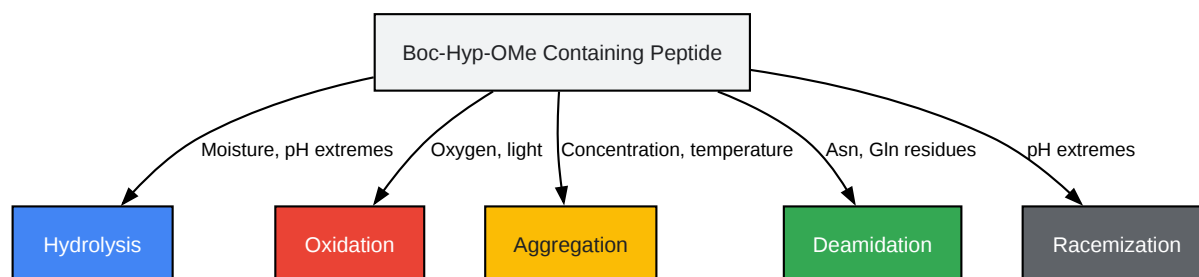 Boc-Hyp-OMe Containing Peptide
Moisture, pH extremes
Oxygen, light
Concentration, temperature
Asn, Gln residues
pH extremes
Hydrolysis
Oxidation
Aggregation
Deamidation
Racemization